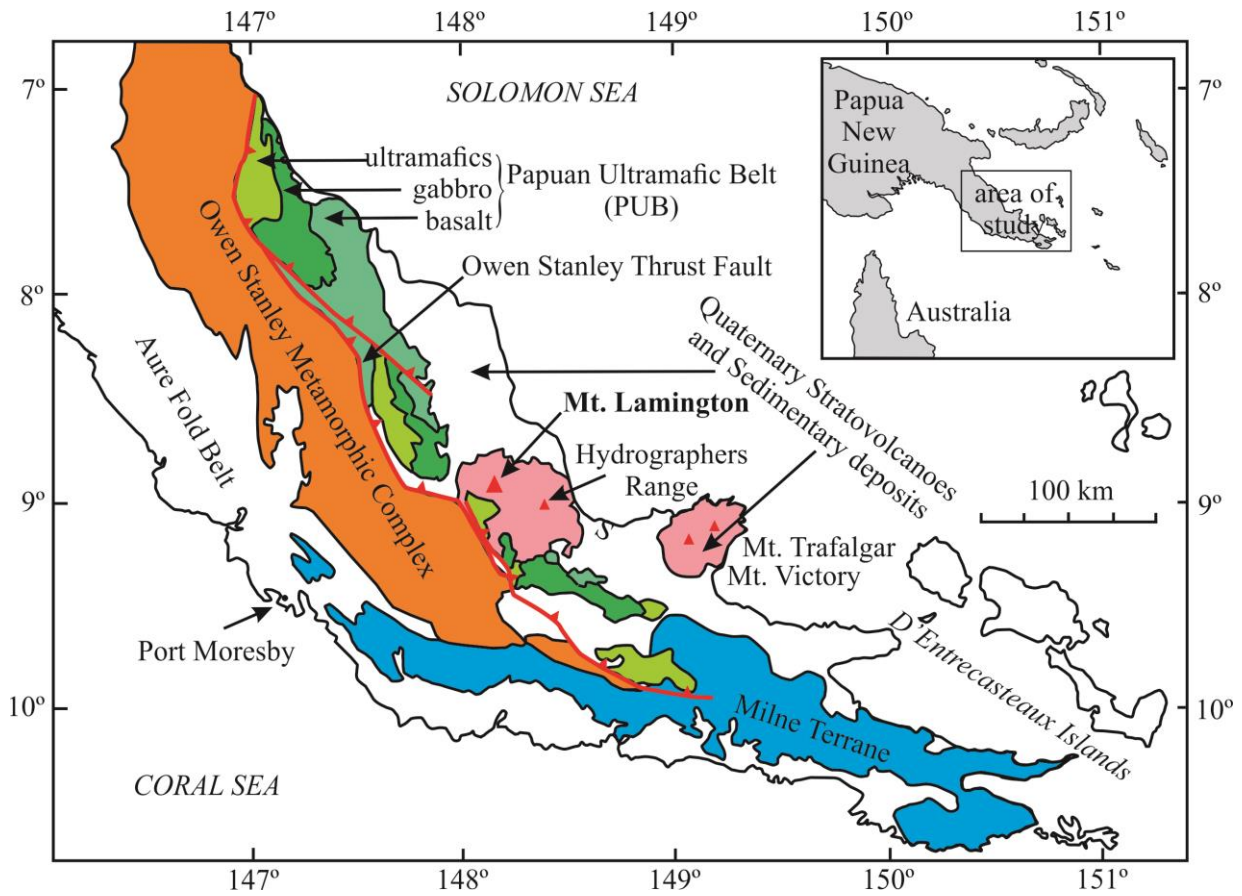 147º 148º 149º 150º 151º
7º
SOLOMON SEA
7º
Papua
New
Guinea
area of
study
Australia
ultramafics
gabbro
basalt
Papuan Ultramafic Belt
(PUB)
Owen Stanley Thrust Fault
8º
8º
Owen Stanley Metamorphic Complex
Aure Fold Belt
Quaternary Stratovolcanoes
and Sedimentary deposits
Mt. Lamington
Hydrographers
Range
100 km
9º
9º
Mt. Trafalgar
Mt. Victory
Port Moresby
D'Entrecasteaux Islands
10º
10º
Milne Terrane
CORAL SEA
147º 148º 149º 150º 151º